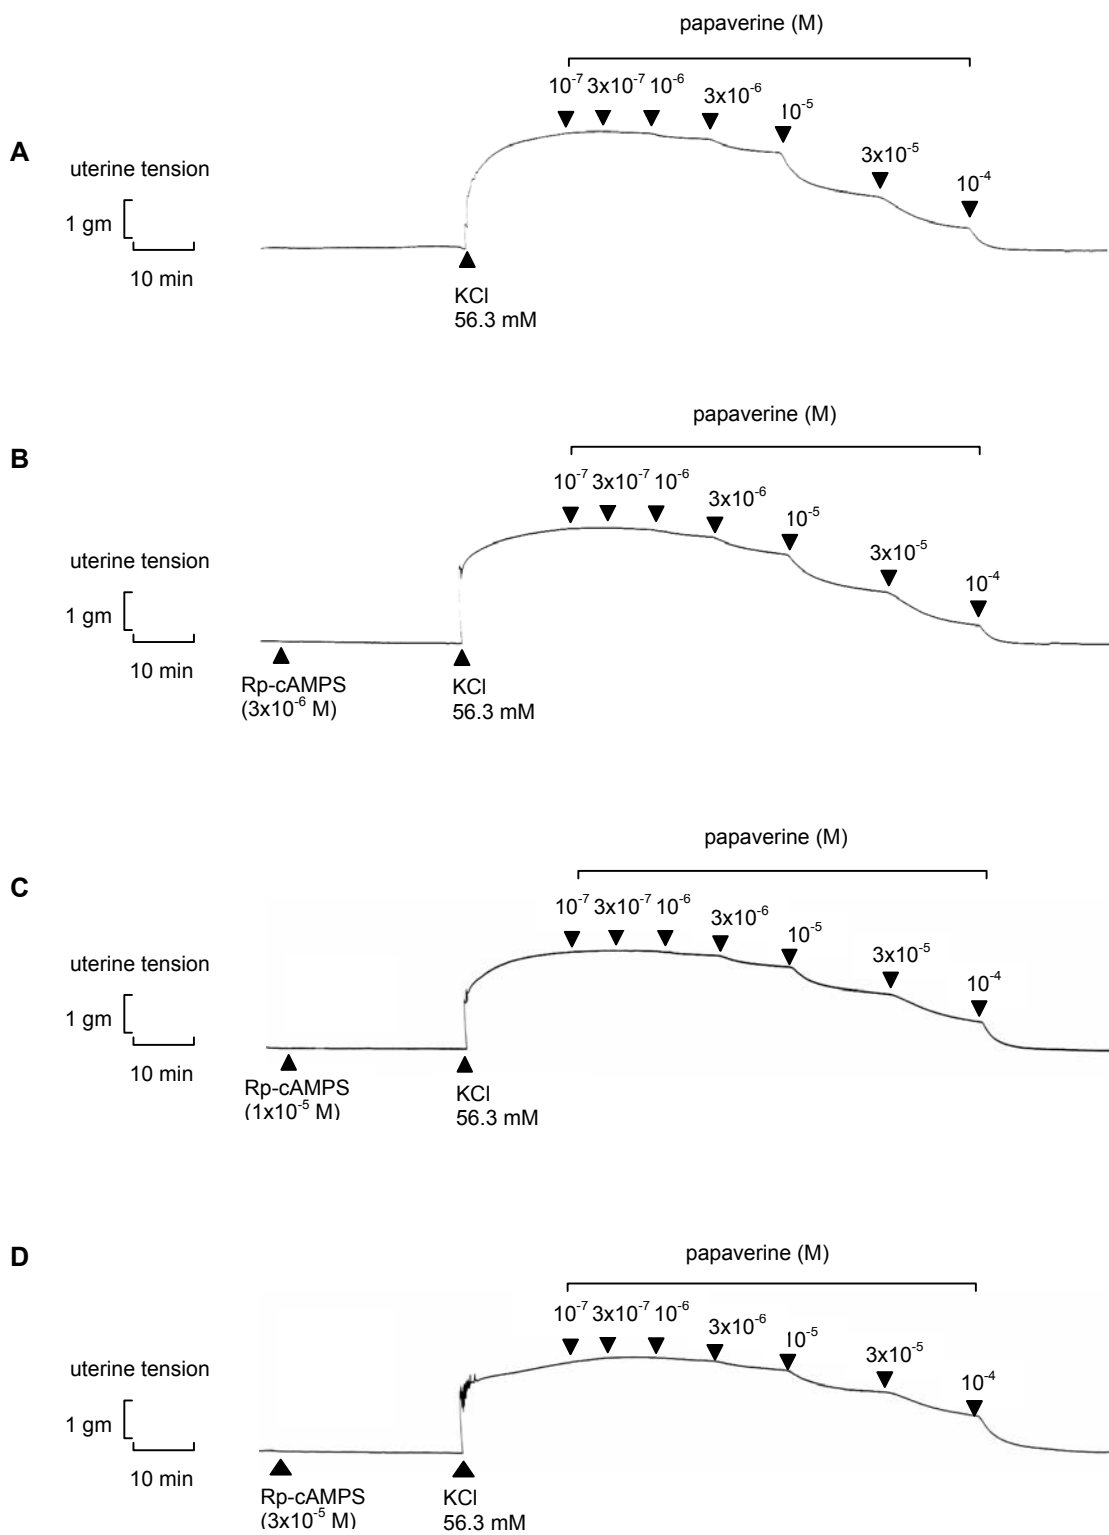 papaverine (M)
10⁻⁷ 3x10⁻⁷ 10⁻⁶
3x10⁻⁶
10⁻⁵
A
3x10⁻⁵
uterine tension
10⁻⁴
1 gm
10 min
KCl
56.3 mM
papaverine (M)
B
10⁻⁷ 3x10⁻⁷ 10⁻⁶
3x10⁻⁶
10⁻⁵
3x10⁻⁵
uterine tension
10⁻⁴
1 gm
10 min
Rp-cAMPS
(3x10⁻⁶ M)
KCl
56.3 mM
papaverine (M)
C
10⁻⁷ 3x10⁻⁷ 10⁻⁶
3x10⁻⁶
10⁻⁵
3x10⁻⁵
uterine tension
10⁻⁴
1 gm
10 min
Rp-cAMPS
(1x10⁻⁵ M)
KCl
56.3 mM
D
papaverine (M)
10⁻⁷ 3x10⁻⁷ 10⁻⁶
3x10⁻⁶
10⁻⁵
3x10⁻⁵
uterine tension
10⁻⁴
1 gm
10 min
Rp-cAMPS
(3x10⁻⁵ M)
KCl
56.3 mM